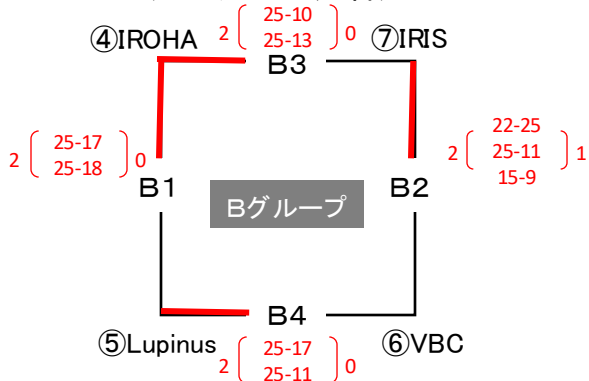 25-10
④IROHA 2 25-13 0 ⑦IRIS
B3
22-25
25-17 25-11
2 25-18 0 2 15-9 1
B1 B2
Bグループ
B4
⑤Lupinus ⑥VBC
25-17
2 25-11 0